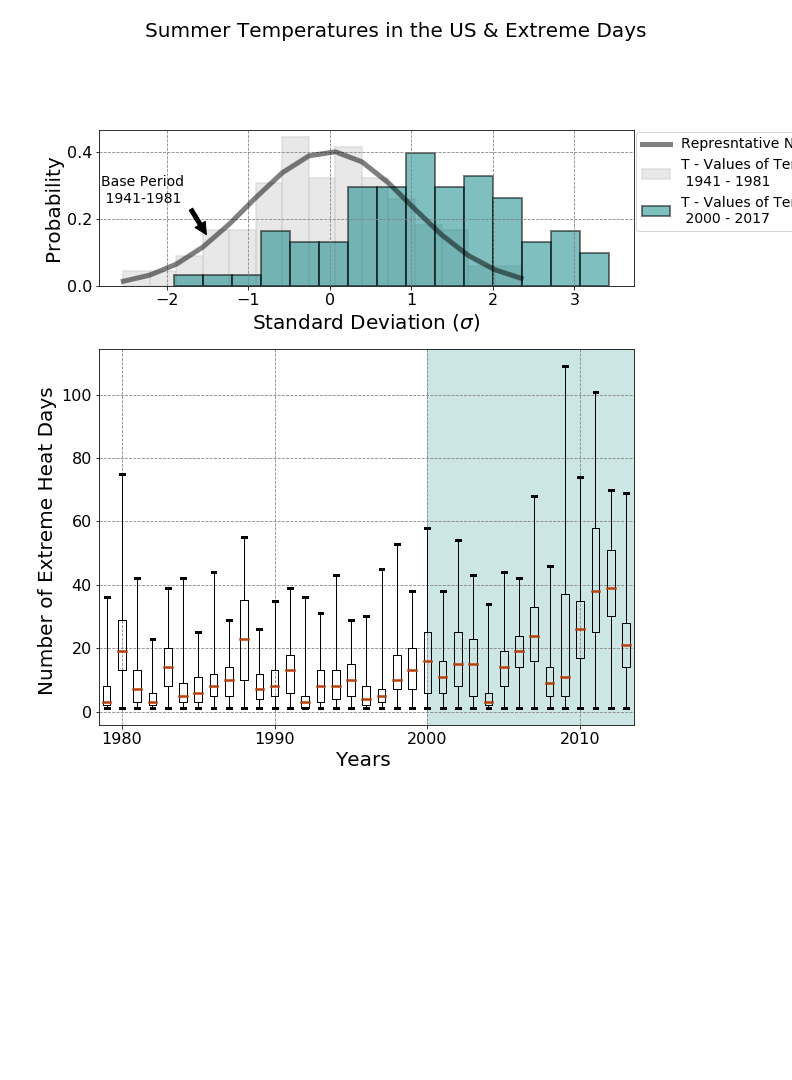 Summer Temperatures in the US & Extreme Days
0.4
0.2
0.0
Probability
Base Period
1941-1981
−2 −1 0 1 2 3
Standard Deviation (σ)
Represntative N
T - Values of Te
1941 - 1981
T - Values of Te
2000 - 2017
100
80
60
40
20
0
Number of Extreme Heat Days
1980 1990 2000 2010
Years